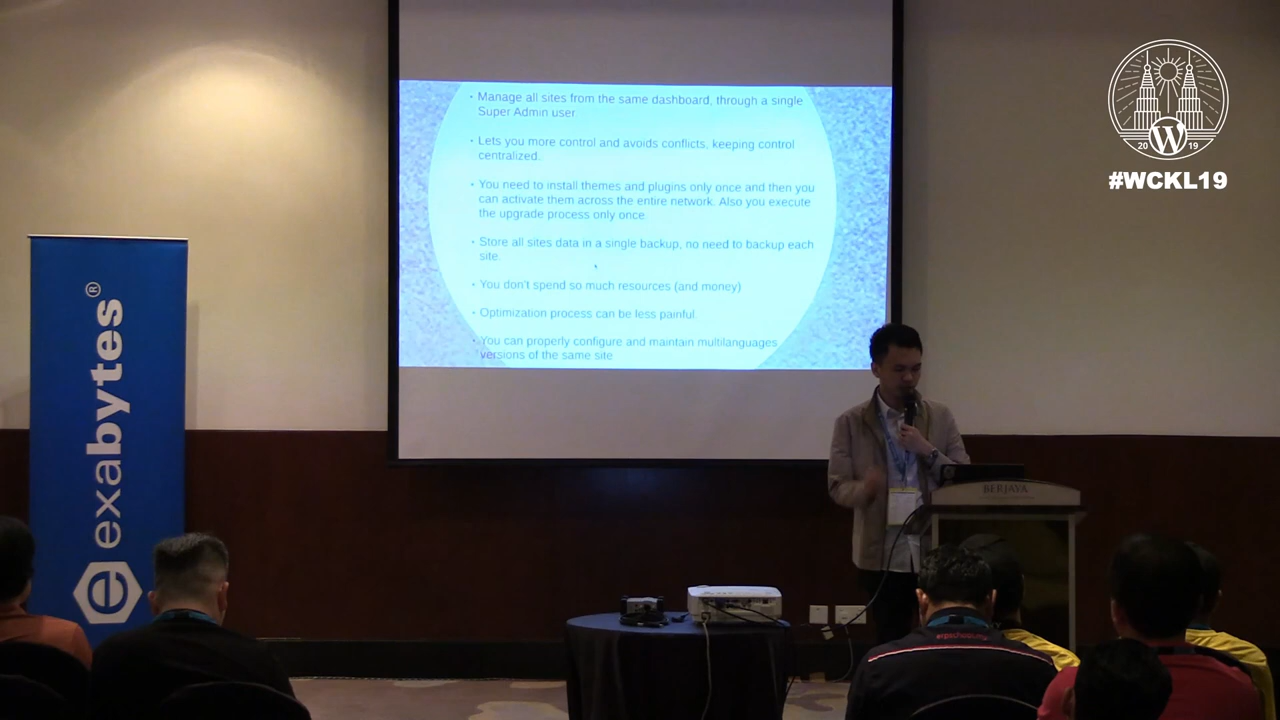 • Manage all sites from the same dashboard, through a single
Super Admin user
• Lets you more control and avoids conflicts, keeping control
centralized.
• You need to install themes and plugins only once and then you
can activate them across the entire network. Also you execute
the upgrade process only once.
• Store all sites data in a single backup, no need to backup each
site.
• You don't spend so much resources (and money)
• Optimization process can be less painful.
• You can properly configure and maintain multilanguages
versions of the same site
20 W 19
#WCKL19
e exabytes®
BERJAYA